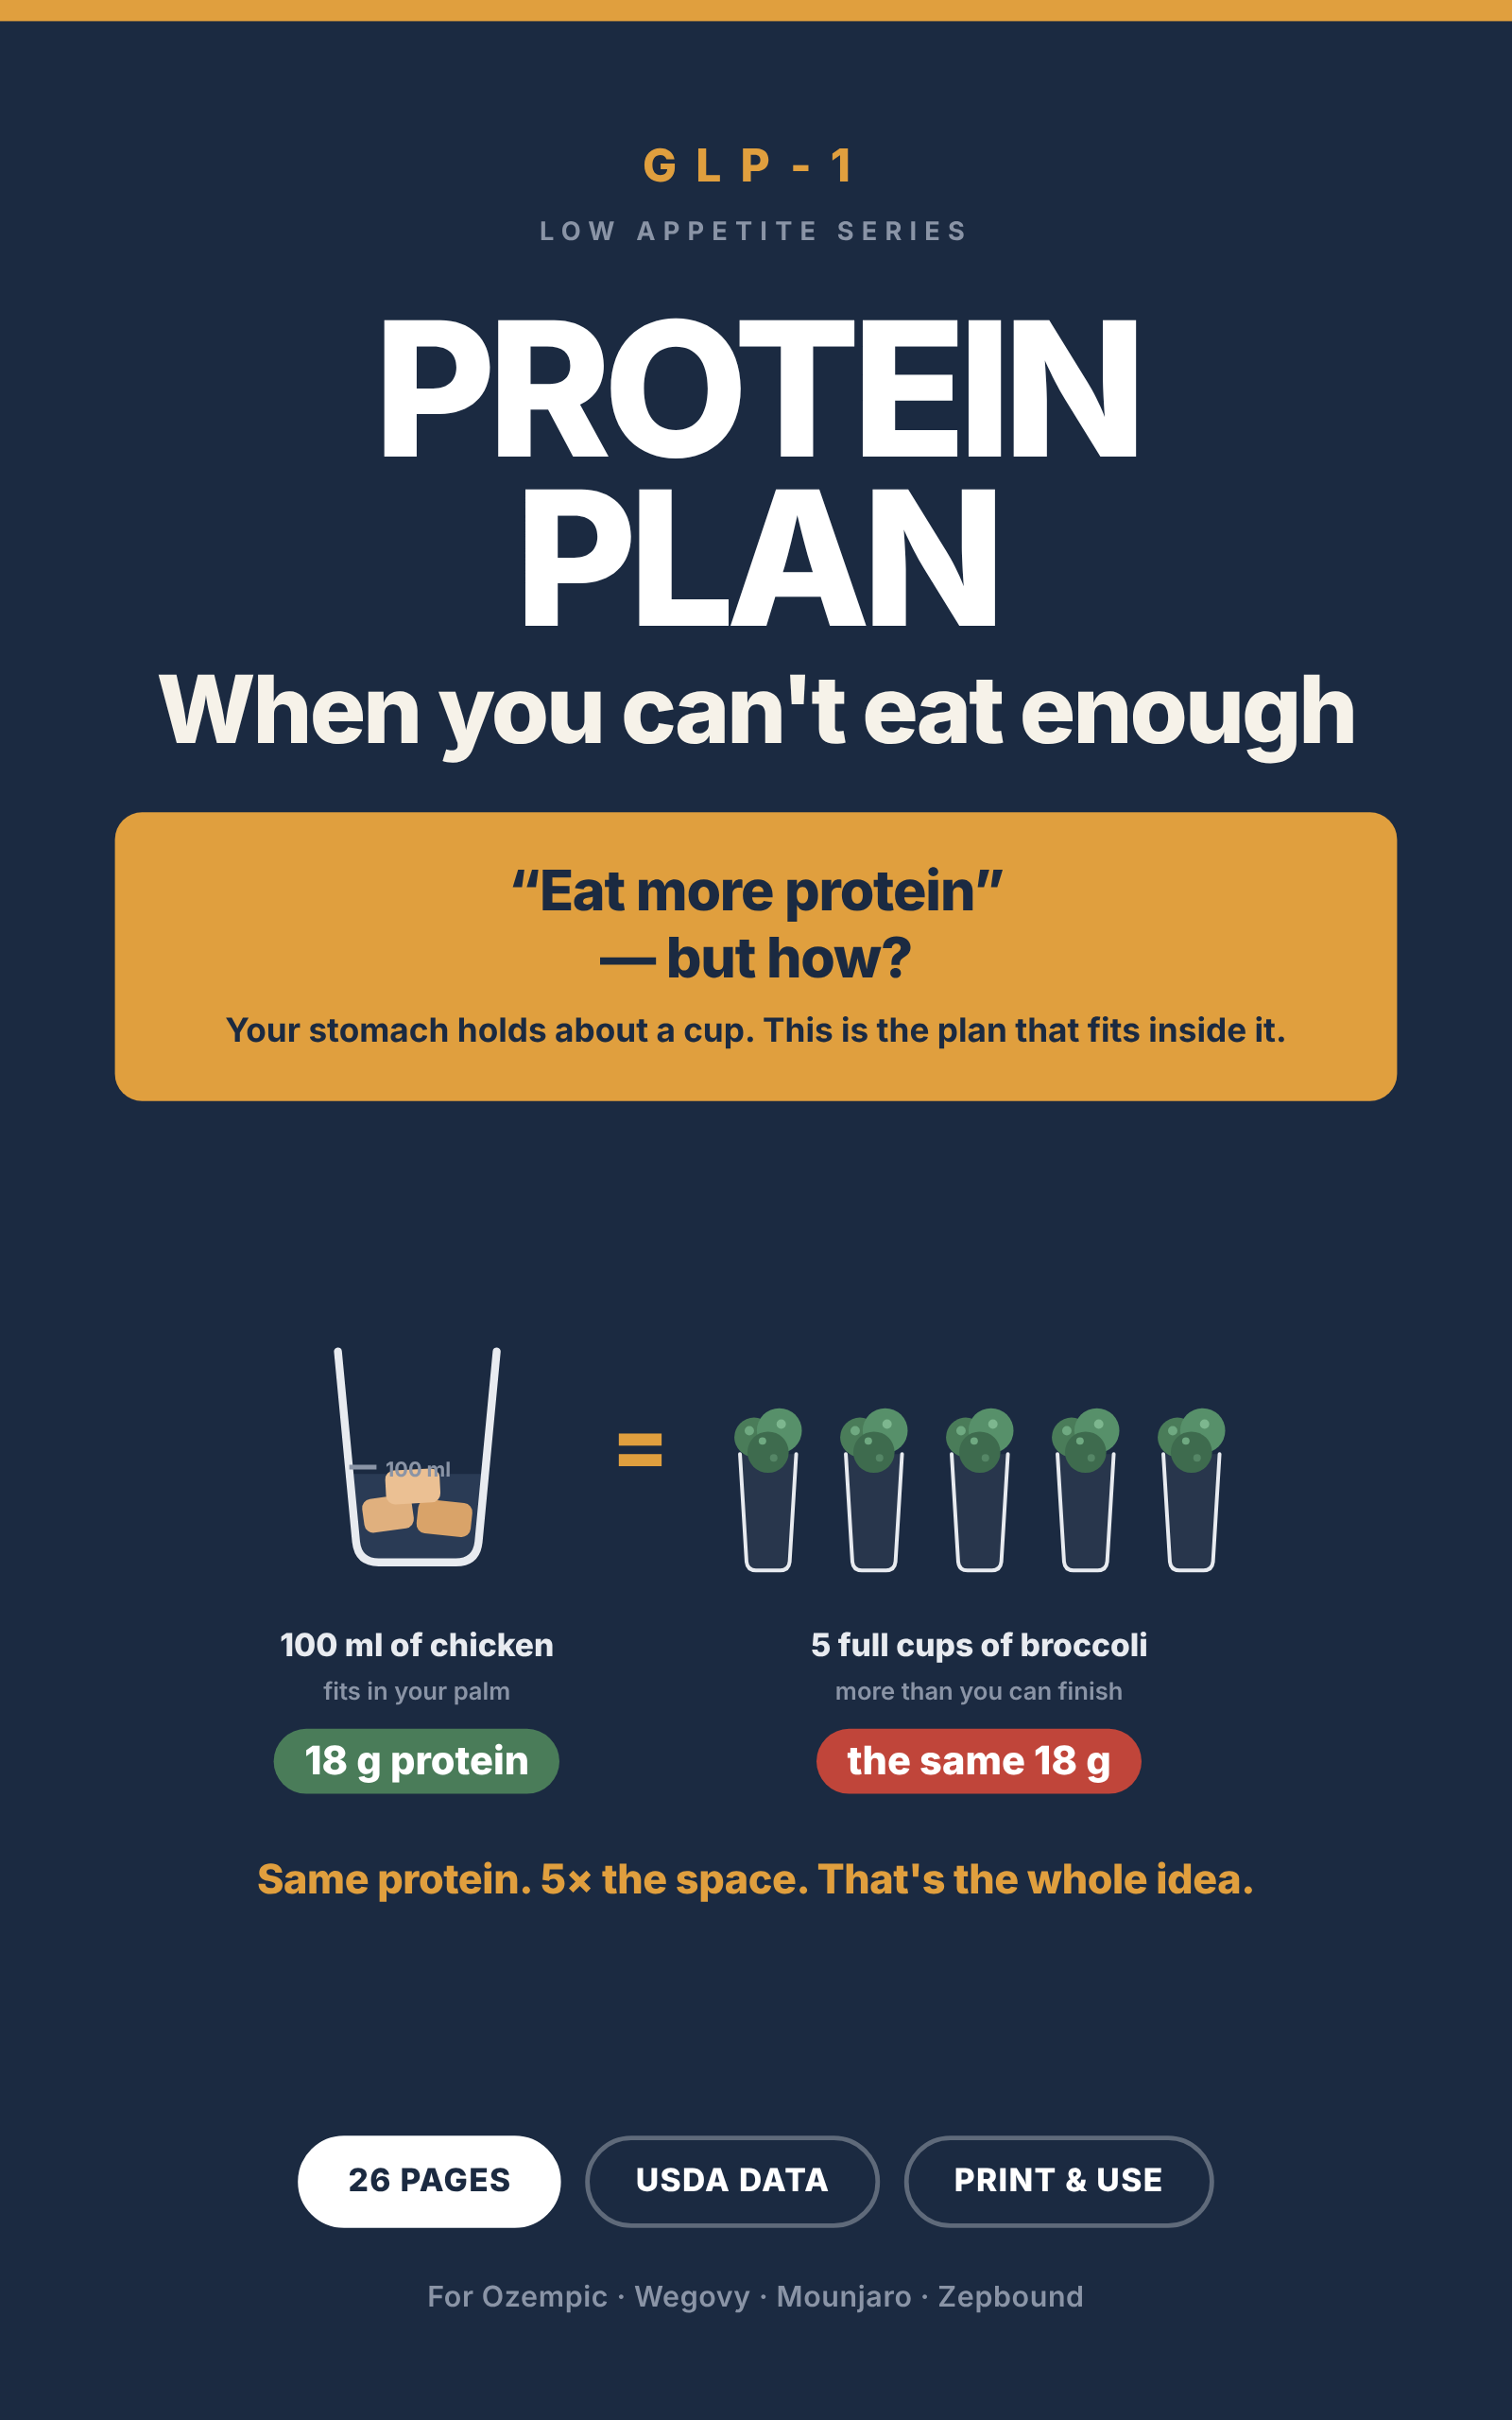 GLP-1
LOW APPETITE SERIES
PROTEIN
PLAN
When you can't eat enough
“Eat more protein”
— but how?
Your stomach holds about a cup. This is the plan that fits inside it.
100 ml
=
100 ml of chicken
fits in your palm
18 g protein
5 full cups of broccoli
more than you can finish
the same 18 g
Same protein. 5× the space. That's the whole idea.
26 PAGES
USDA DATA
PRINT & USE
For Ozempic · Wegovy · Mounjaro · Zepbound